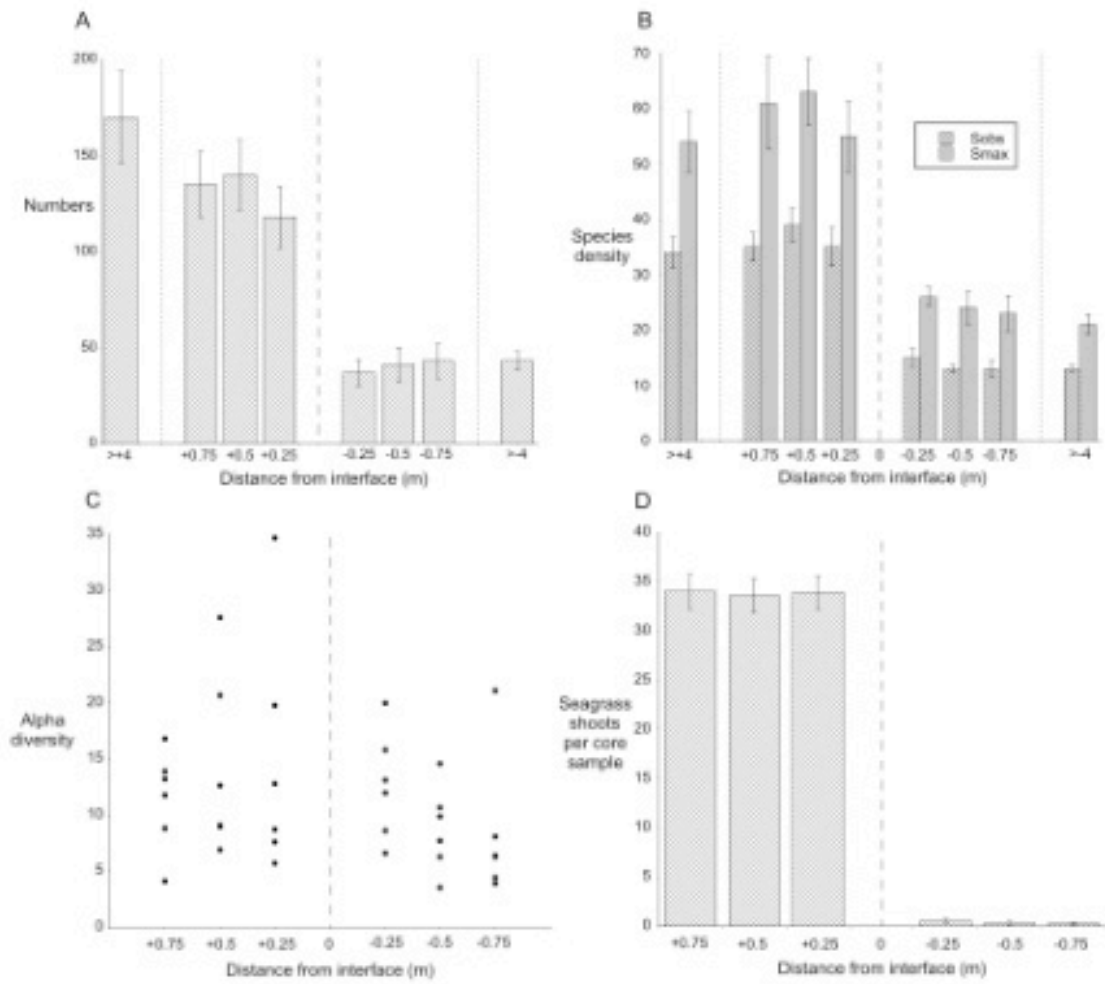 A
200
150
Numbers
100
50
0
>+4
+0.75 +0.5 +0.25
-0.25 -0.5 -0.75
>-4
Distance from interface (m)
B
70
60
50
40
Species
density
30
20
10
0
Sobs
Smax
>+4
+0.75 +0.5 +0.25 0 -0.25 -0.5 -0.75
>-4
Distance from interface (m)
C
35
30
25
20
Alpha
diversity
15
10
5
0
+0.75 +0.5 +0.25 0 -0.25 -0.5 -0.75
Distance from interface (m)
D
40
35
30
25
Seagrass
shoots
per core
sample
20
15
10
5
0
+0.75 +0.5 +0.25 0 -0.25 -0.5 -0.75
Distance from interface (m)